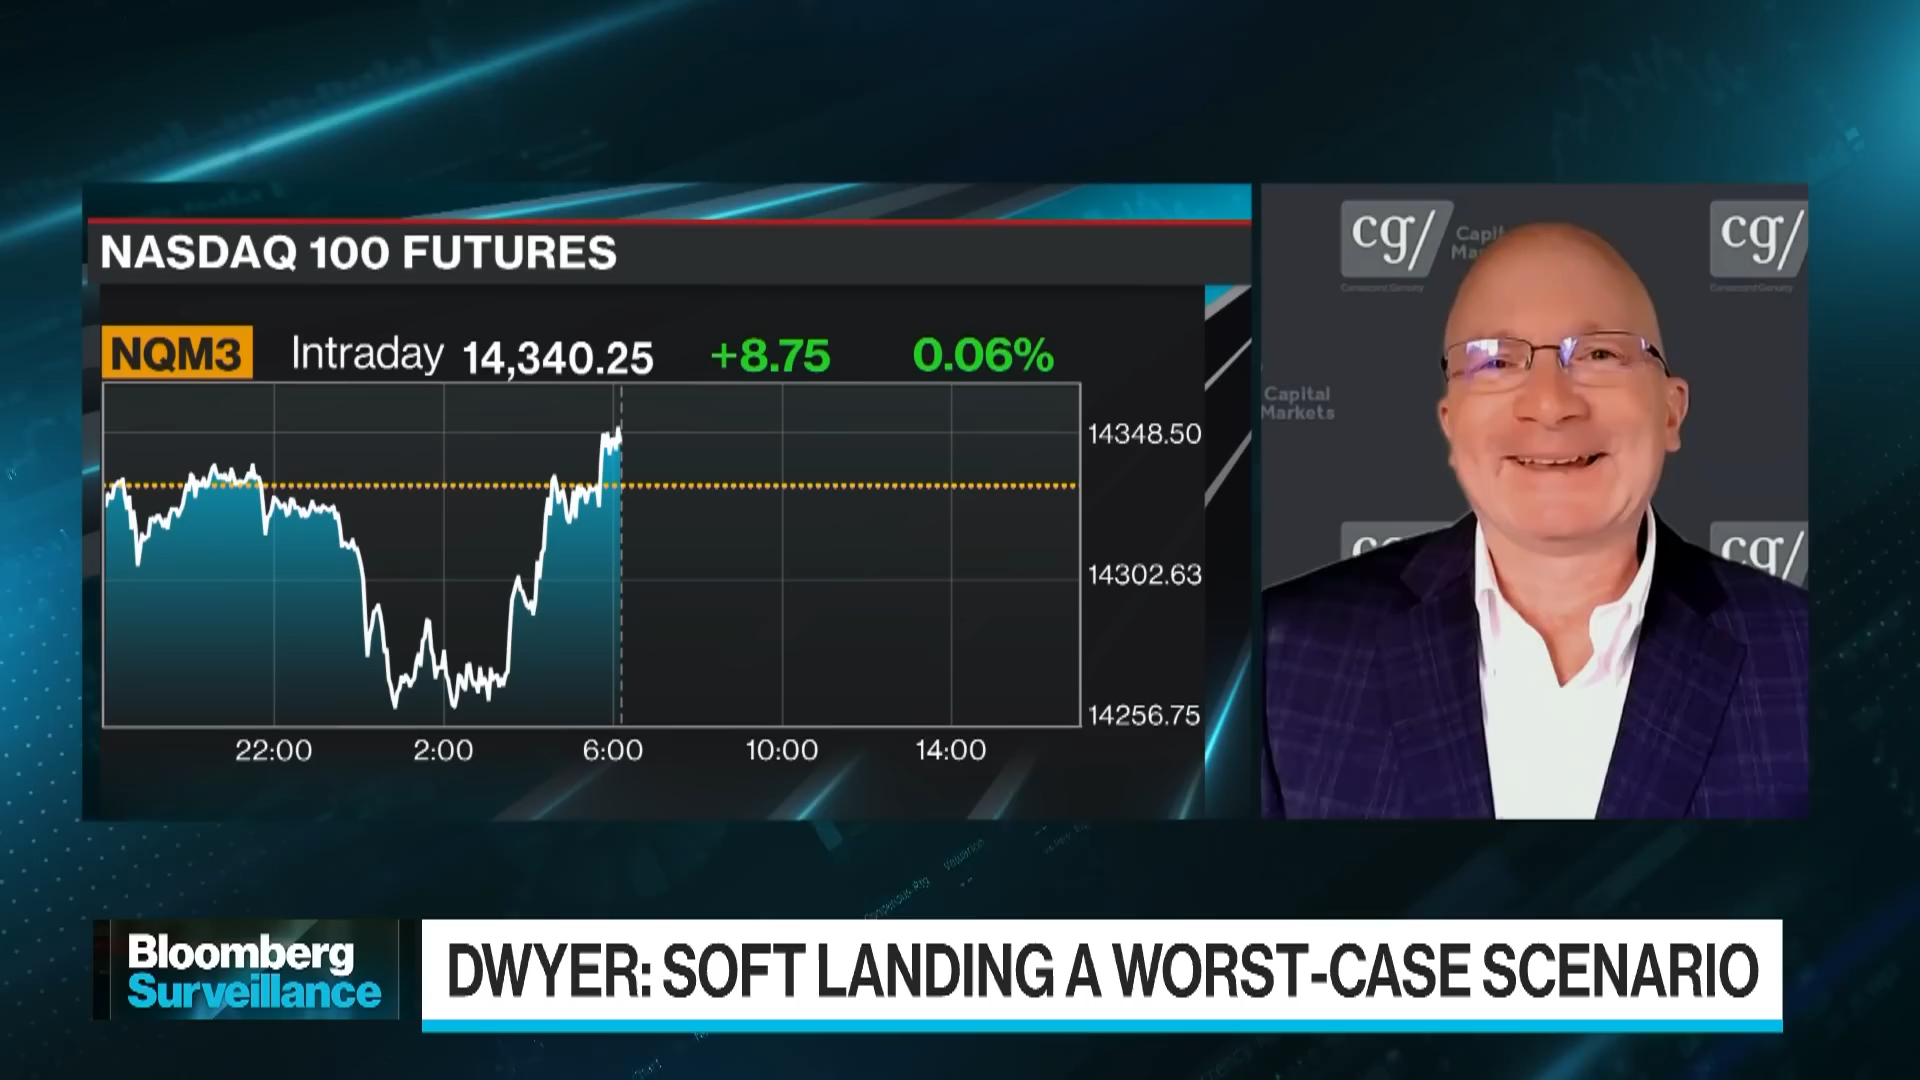 NASDAQ 100 FUTURES
NQM3 Intraday 14,340.25 +8.75 0.06%
14348.50
14302.63
14256.75
22:00 2:00 6:00 10:00 14:00
cg/
Capital
Markets
cg/
cg/
Bloomberg
Surveillance
DWYER: SOFT LANDING A WORST-CASE SCENARIO